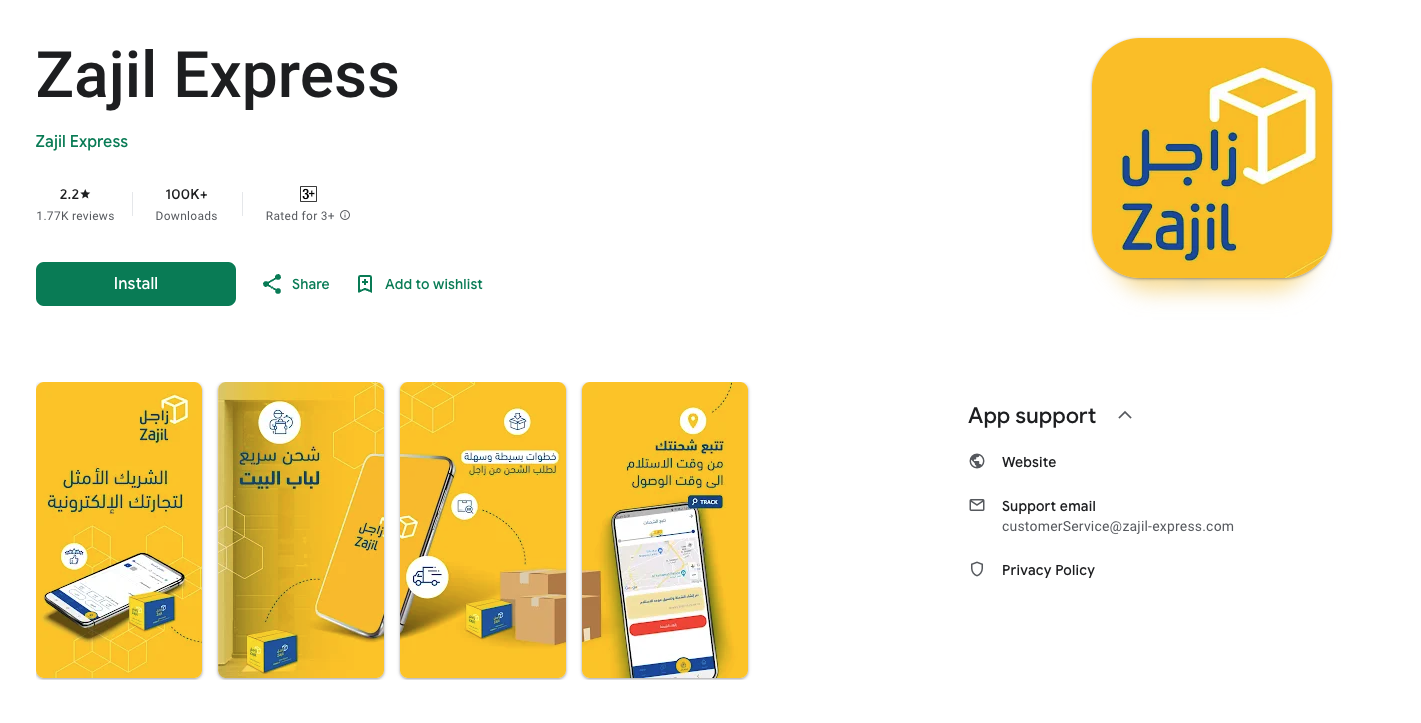 Zajil Express
Zajil Express
2.2★
1.77K reviews
100K+
Downloads
3+
Rated for 3+
Install
Share
Add to wishlist
زاجل
Zajil
زاجل
Zajil
الشريك الأمثل
لتجارتك الإلكترونية
شحن سريع
لباب البيت
زاجل
Zajil
خطوات بسيطة وسهلة
لطلب الشحن من زاجل
تتبع شحنتك
من وقت الاستلام
الى وقت الوصول
TRACK
تتبع الشحنات
App support
Website
Support email
customerService@zajil-express.com
Privacy Policy